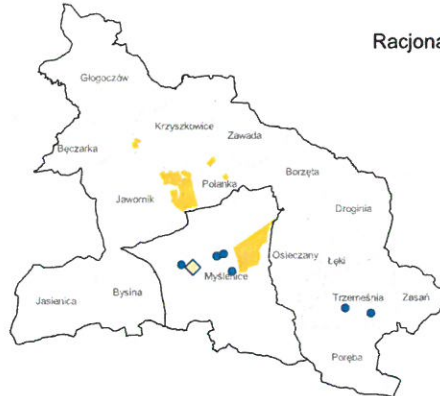 Racjona
Głogoczów
Krzyszkowice
Zawada
Bęczarka
Polanka
Borzęta
Jawornik
Droginia
Osieczany
Łęki
Myślenice
Jasienica
Bysina
Trzemeśnia
Zasań
Poręba